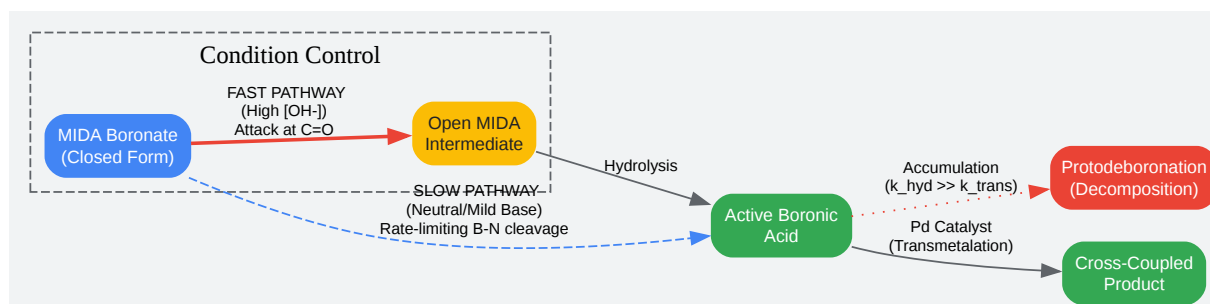 Condition Control
FAST PATHWAY
(High [OH-])
Attack at C=O
MIDA Boronate
(Closed Form)
Open MIDA
Intermediate
Hydrolysis
SLOW PATHWAY
(Neutral/Mild Base)
Rate-limiting B-N cleavage
Active Boronic
Acid
Accumulation
(k_hyd >> k_trans)
Protodeboronation
(Decomposition)
Pd Catalyst
(Transmetalation)
Cross-Coupled
Product